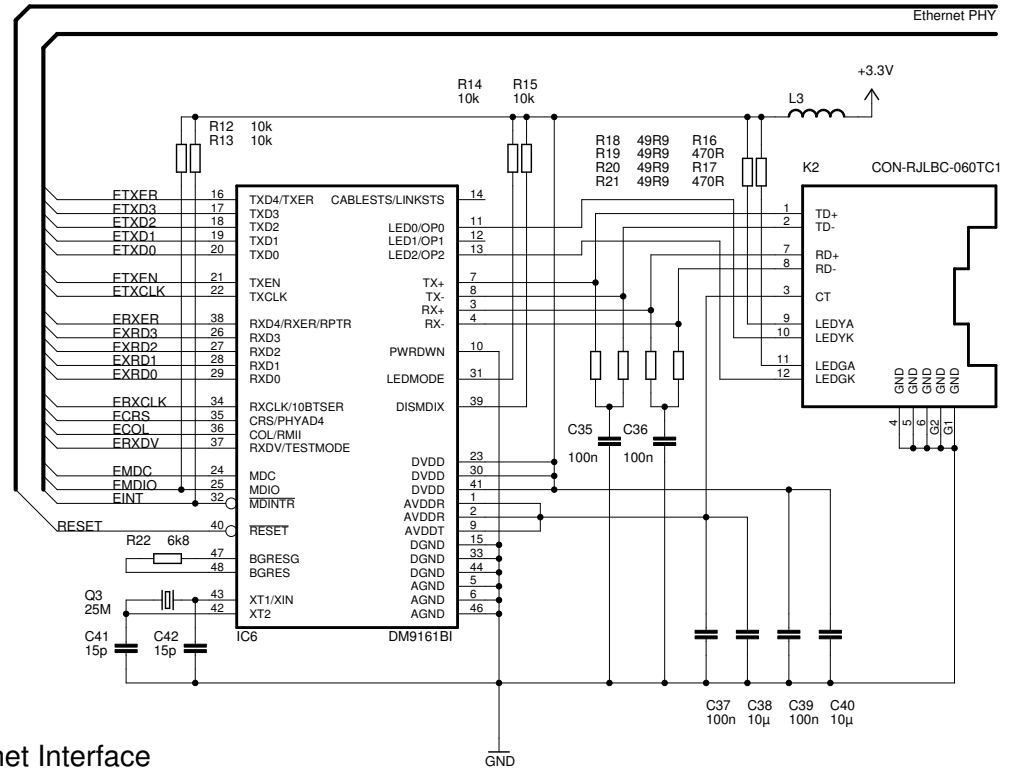 Ethernet PHY
+3.3V
R14 R15
10k 10k
L3
R12 10k
R13 10k
R18 49R9 R16
R19 49R9 470R
R20 49R9 R17
R21 49R9 470R
K2 CON-RJLBC-060TC1
ETXER 16 TXD4/TXER CABLESTS/LINKSTS 14
ETXD3 17 TXD3
ETXD2 18 TXD2 LED0/OP0 11
ETXD1 19 TXD1 LED1/OP1 12
ETXD0 20 TXD0 LED2/OP2 13
ETXEN 21 TXEN TX+ 7
ETXCLK 22 TXCLK TX- 8
RX+ 3
ERXER 38 RXD4/RXER/RPTR RX- 4
EXRD3 26 RXD3
EXRD2 27 RXD2 PWRDWN 10
EXRD1 28 RXD1
EXRD0 29 RXD0 LEDMODE 31
ERXCLK 34 RXCLK/10BTSER DISMDIX 39
ECRS 35 CRS/PHYAD4
ECOL 36 COL/RMII
ERXDV 37 RXDV/TESTMODE
DVDD 23
EMDC 24 MDC DVDD 30
EMDIO 25 MDIO DVDD 41
EINT 32 MDINTR AVDDR 1
AVDDR 2
RESET 40 RESET AVDDT 9
DGND 15
R22 6k8
47 BGRESG DGND 33
48 BGRES DGND 44
AGND 5
43 XT1/XIN AGND 6
42 XT2 AGND 46
Q3
25M
IC6 DM9161BI
C41 C42
15p 15p
1 TD+
2 TD-
7 RD+
8 RD-
3 CT
9 LEDYA
10 LEDYK
11 LEDGA
12 LEDGK
GND GND GND GND GND
4 5 6 G2 G1
C35 C36
100n 100n
C37 C38 C39 C40
100n 10µ 100n 10µ
net Interface
GND